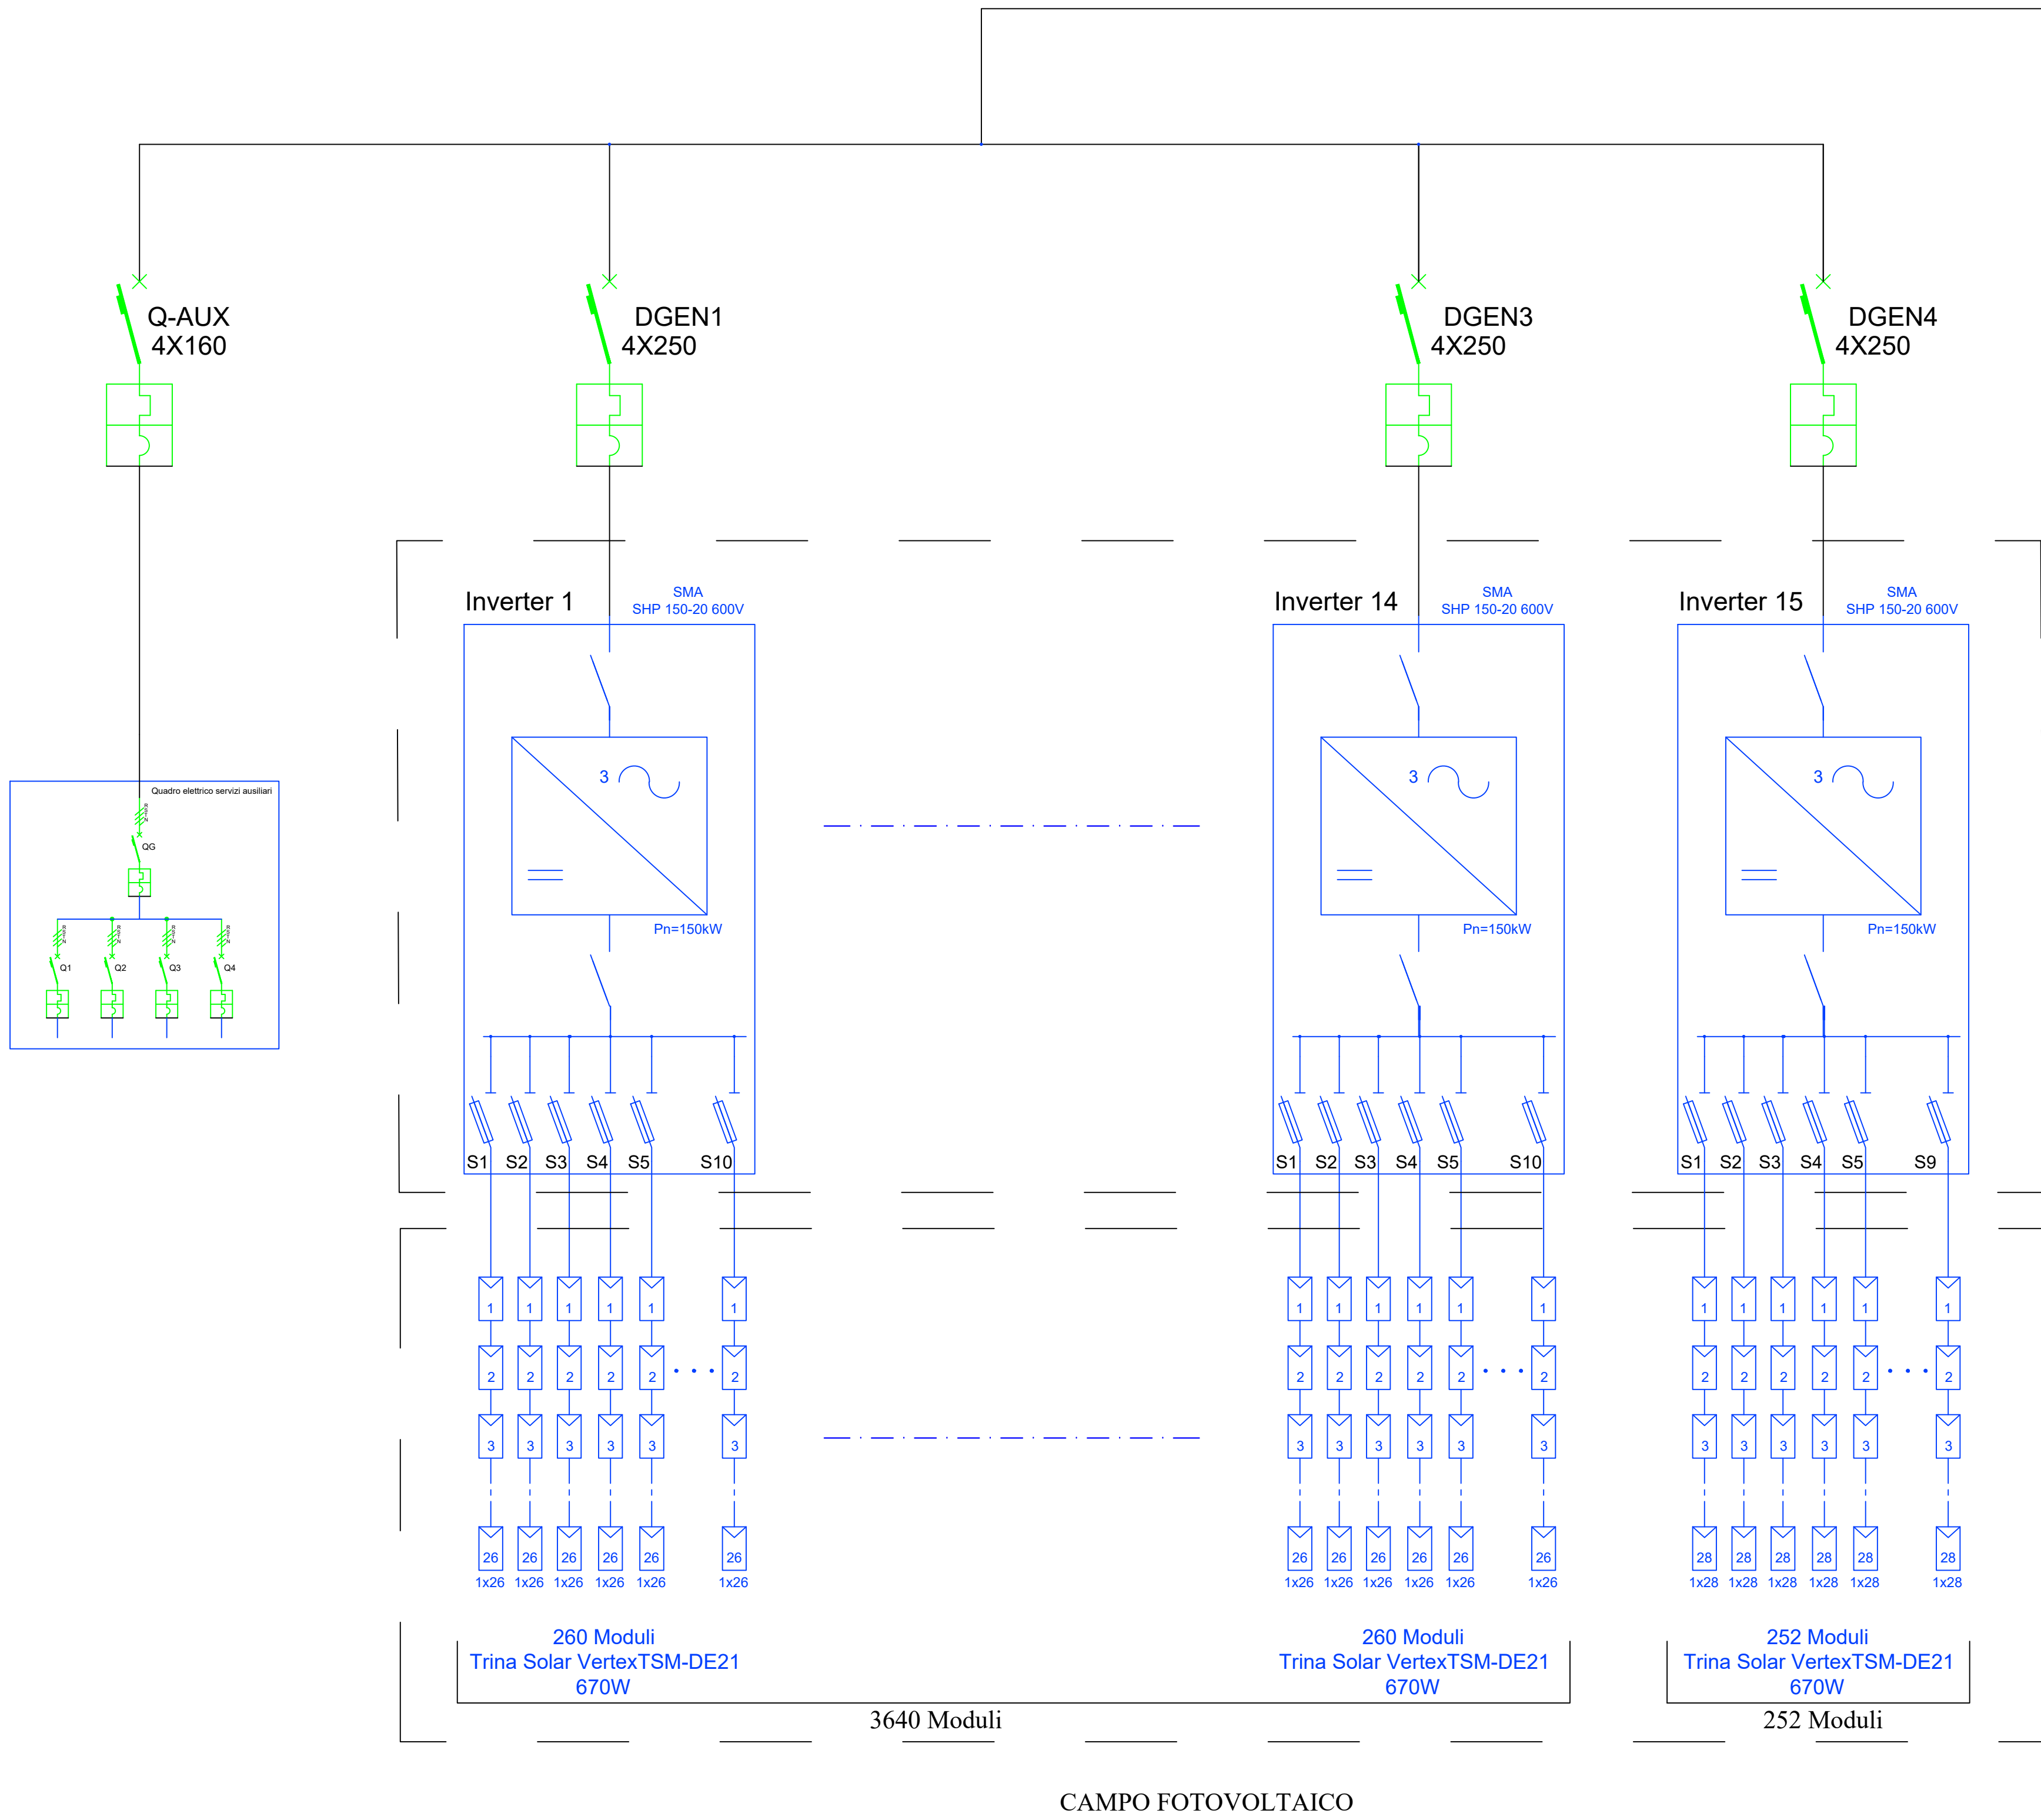 Q-AUX
4X160
DGEN1
4X250
DGEN3
4X250
DGEN4
4X250
Inverter 1
SMA
SHP 150-20 600V
Inverter 14
SMA
SHP 150-20 600V
Inverter 15
SMA
SHP 150-20 600V
3
3
3
Quadro elettrico servizi ausiliari
R
S
T
N
QG
Pn=150kW
Pn=150kW
Pn=150kW
R
S
T
N
R
S
T
N
R
S
T
N
R
S
T
N
Q1 Q2 Q3 Q4
S1 S2 S3 S4 S5 S10
S1 S2 S3 S4 S5 S10
S1 S2 S3 S4 S5 S9
1 1 1 1 1 1
2 2 2 2 2 2
3 3 3 3 3 3
26 26 26 26 26 26
1x26 1x26 1x26 1x26 1x26 1x26
1 1 1 1 1 1
2 2 2 2 2 2
3 3 3 3 3 3
26 26 26 26 26 26
1x26 1x26 1x26 1x26 1x26 1x26
1 1 1 1 1 1
2 2 2 2 2 2
3 3 3 3 3 3
28 28 28 28 28 28
1x28 1x28 1x28 1x28 1x28 1x28
260 Moduli
Trina Solar VertexTSM-DE21
670W
260 Moduli
Trina Solar VertexTSM-DE21
670W
252 Moduli
Trina Solar VertexTSM-DE21
670W
3640 Moduli
252 Moduli
CAMPO FOTOVOLTAICO